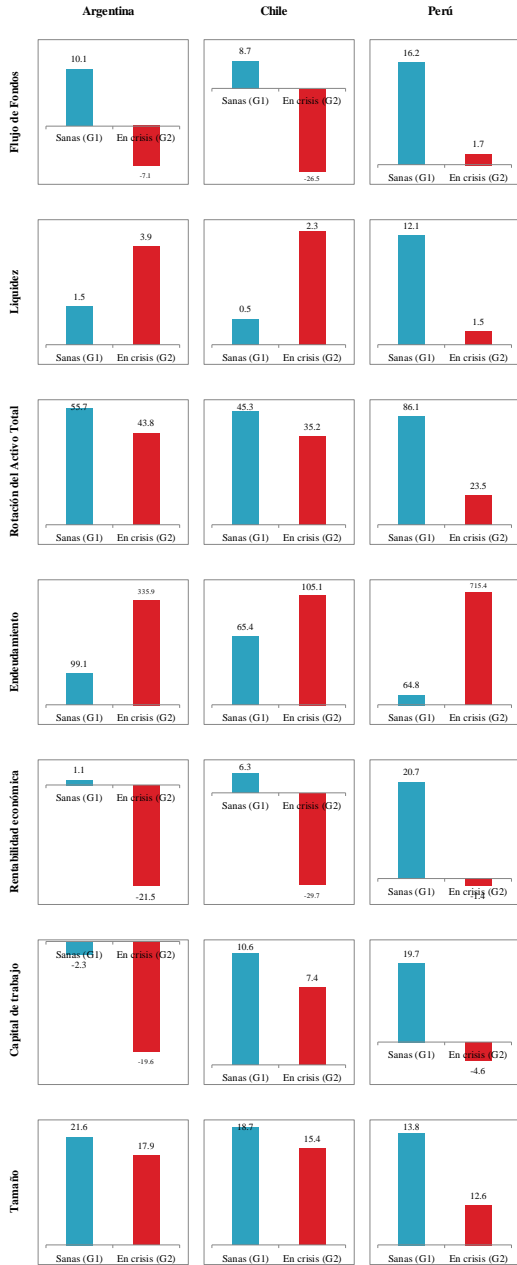 Argentina Chile Perú
Flujo de Fondos
10.1 8.7 16.2
Sanas (G1) En crisis (G2) Sanas (G1) En crisis (G2) 1.7
-7.1 -26.5 Sanas (G1) En crisis (G2)
Liquidez
1.5 3.9 0.5 2.3 12.1 1.5
Sanas (G1) En crisis (G2) Sanas (G1) En crisis (G2) Sanas (G1) En crisis (G2)
Rotación del Activo Total
55.7 43.8 45.3 35.2 86.1 23.5
Sanas (G1) En crisis (G2) Sanas (G1) En crisis (G2) Sanas (G1) En crisis (G2)
Endeudamiento
99.1 335.9 65.4 105.1 64.8 715.4
Sanas (G1) En crisis (G2) Sanas (G1) En crisis (G2) Sanas (G1) En crisis (G2)
Rentabilidad económica
1.1 6.3 20.7
Sanas (G1) En crisis (G2) Sanas (G1) En crisis (G2) Sanas (G1) En crisis (G2)
-21.5 -29.7 -1.4
Capital de trabajo
Sanas (G1) En crisis (G2) 10.6 7.4 19.7
-2.3 -19.6 Sanas (G1) En crisis (G2) Sanas (G1) En crisis (G2)
-4.6
Tamaño
21.6 17.9 18.7 15.4 13.8 12.6
Sanas (G1) En crisis (G2) Sanas (G1) En crisis (G2) Sanas (G1) En crisis (G2)